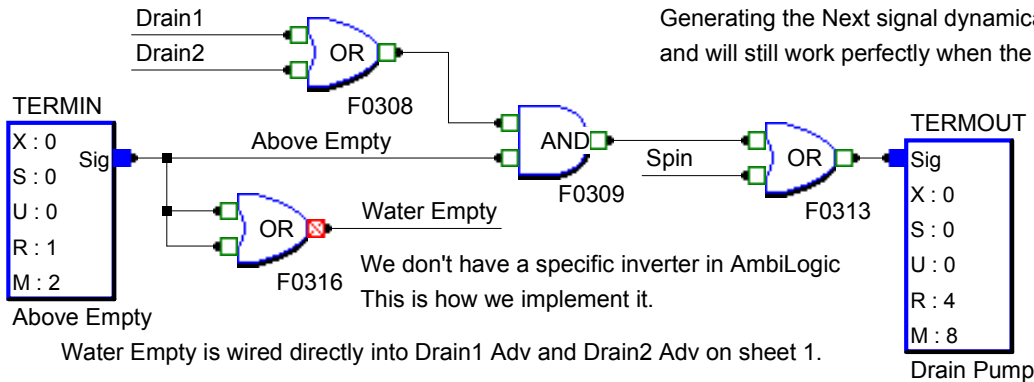 Drain1
Generating the Next signal dynamica
Drain2
OR
and will still work perfectly when the
F0308
TERMIN
TERMOUT
X : 0
Sig
S : 0
U : 0
R : 1
M : 2
Above Empty
Above Empty
AND
F0309
Spin
OR
F0313
Sig
X : 0
S : 0
U : 0
R : 4
M : 8
Drain Pump
OR
F0316
Water Empty
We don't have a specific inverter in AmbiLogic
This is how we implement it.
Water Empty is wired directly into Drain1 Adv and Drain2 Adv on sheet 1.